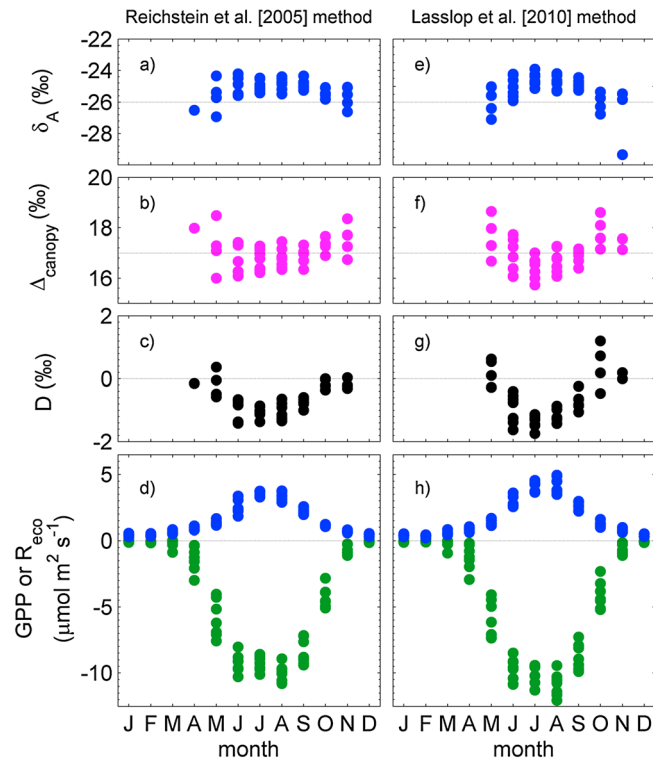 Reichstein et al. [2005] method
Lasslop et al. [2010] method
-22
-24
-26
-28
δA (‰)
a)
e)
20
18
16
Δcanopy (‰)
b)
f)
2
0
-2
D (‰)
c)
g)
5
0
-5
-10
GPP or Reco
(μmol m² s⁻¹)
d)
h)
J F M A M J J A S O N D
J F M A M J J A S O N D
month
month